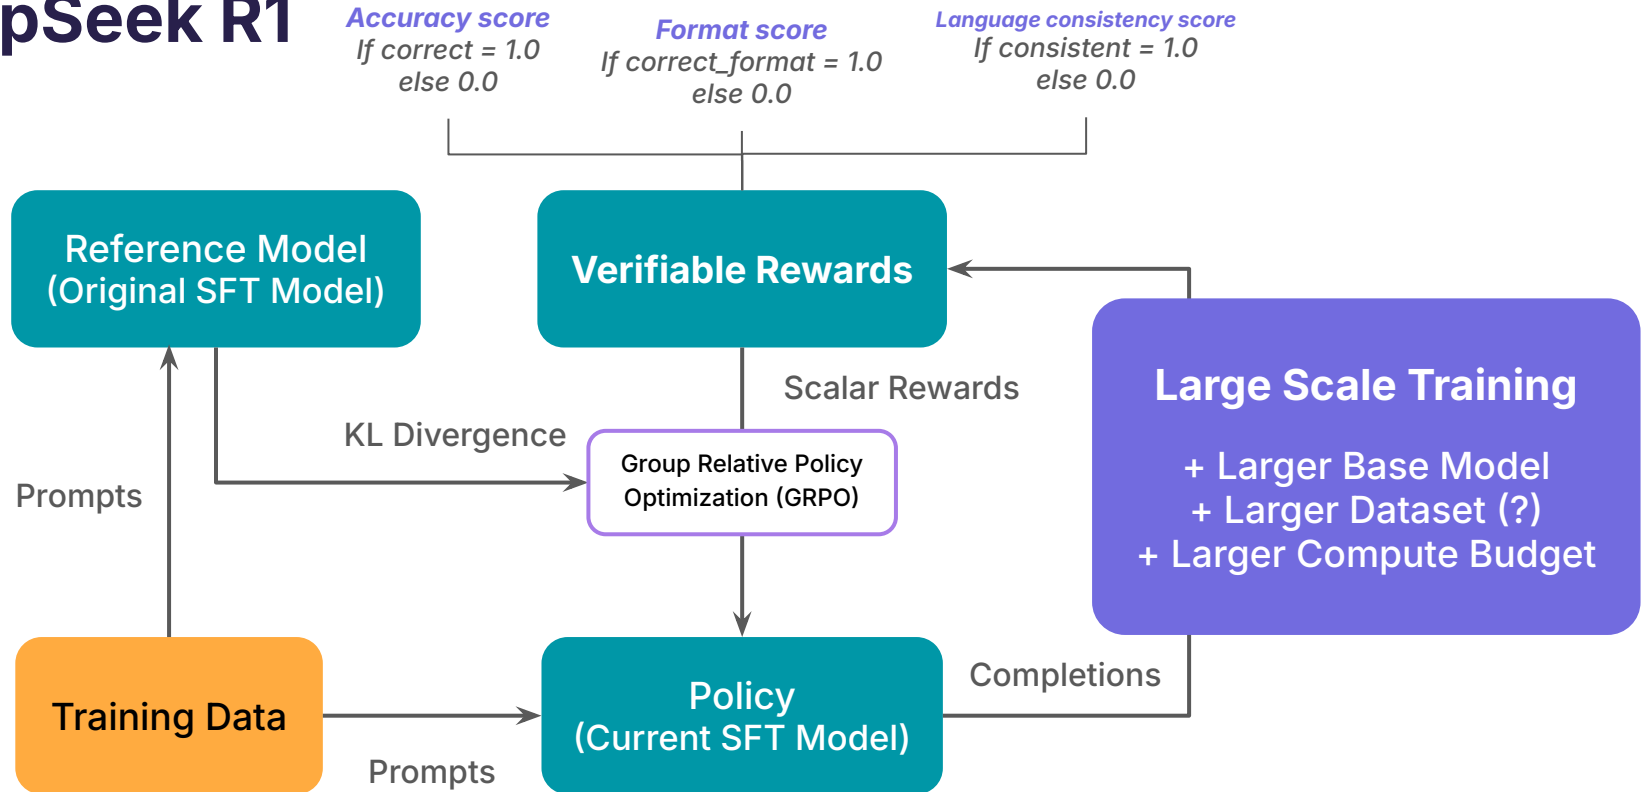 pSeek R1
Accuracy score
If correct = 1.0
else 0.0
Format score
If correct_format = 1.0
else 0.0
Language consistency score
If consistent = 1.0
else 0.0
Reference Model
(Original SFT Model)
Verifiable Rewards
Scalar Rewards
KL Divergence
Group Relative Policy
Optimization (GRPO)
Prompts
Large Scale Training
+ Larger Base Model
+ Larger Dataset (?)
+ Larger Compute Budget
Training Data
Prompts
Policy
(Current SFT Model)
Completions